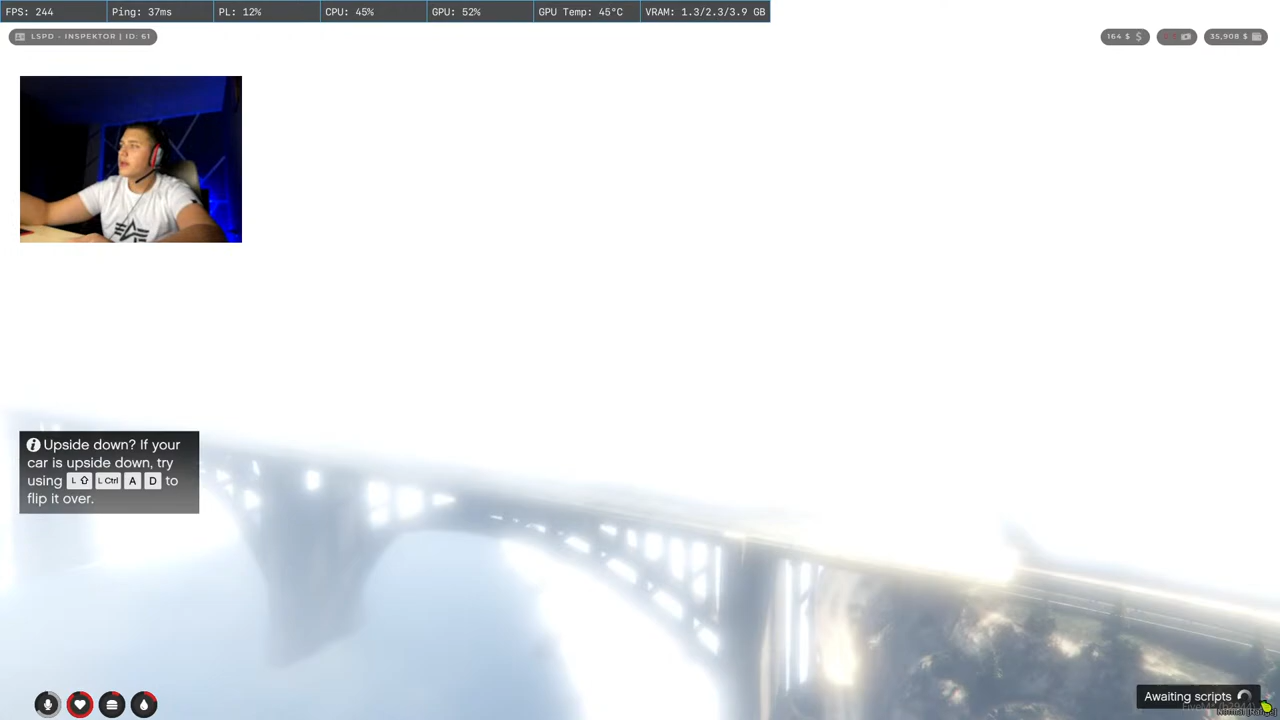 FPS: 244 Ping: 37ms PL: 12% CPU: 45% GPU: 52% GPU Temp: 45°C VRAM: 1.3/2.3/3.9 GB
LSPD - INSPEKTOR | ID: 61
164 $
35,908 $
Upside down? If your
car is upside down, try
using L L Ctrl A D to
flip it over.
Awaiting scripts